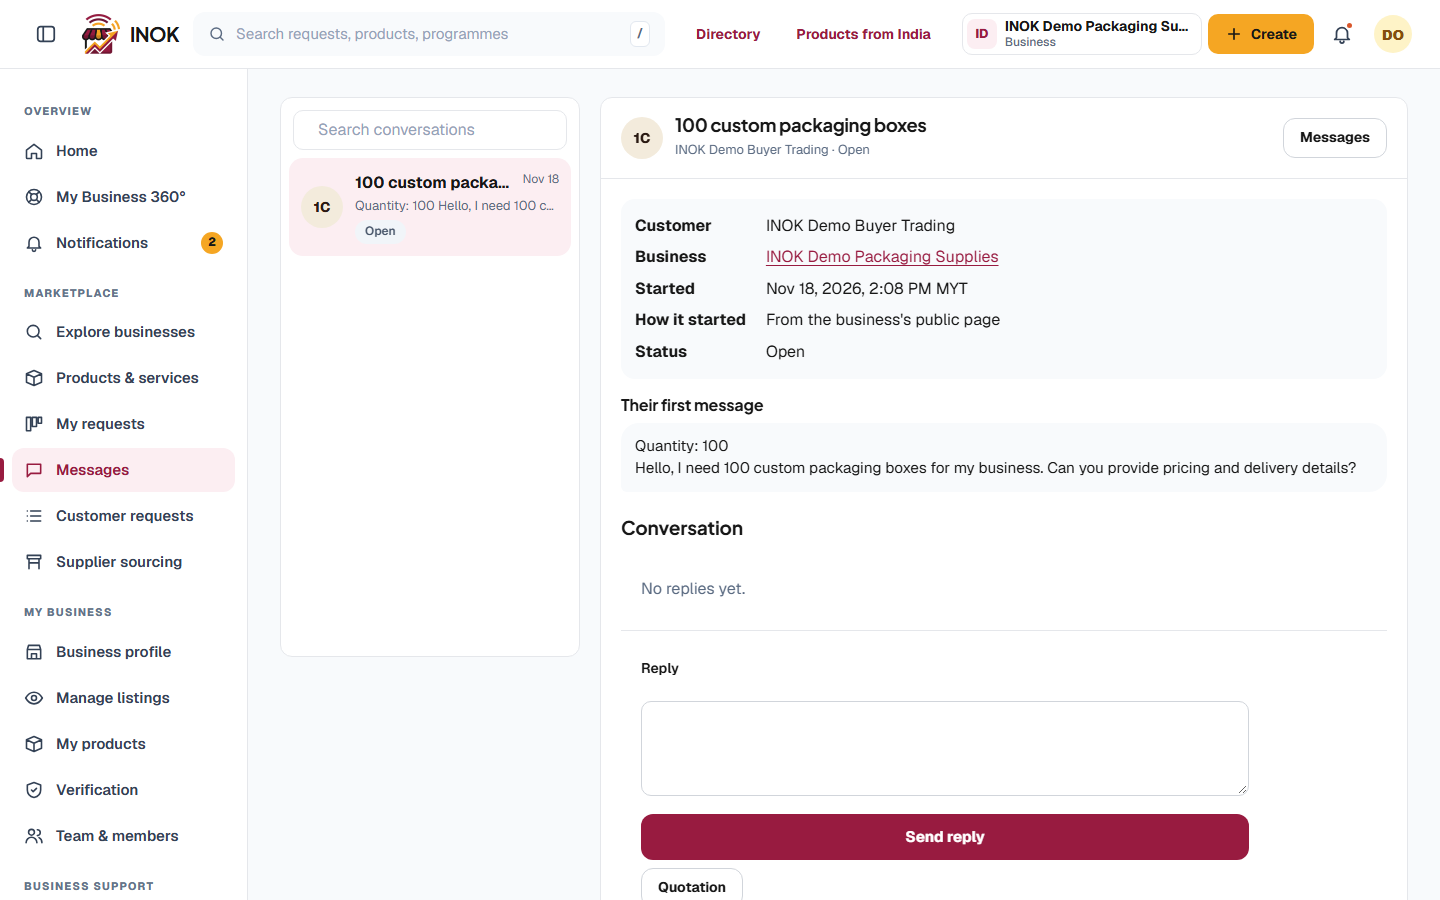 INOK
Search requests, products, programmes
/
Directory
Products from India
ID
INOK Demo Packaging Su...
Business
Create
DO
OVERVIEW
Home
My Business 360°
Notifications
2
MARKETPLACE
Explore businesses
Products & services
My requests
Messages
Customer requests
Supplier sourcing
MY BUSINESS
Business profile
Manage listings
My products
Verification
Team & members
BUSINESS SUPPORT
Search conversations
1C
100 custom packa...
Nov 18
Quantity: 100 Hello, I need 100 c...
Open
1C
100 custom packaging boxes
INOK Demo Buyer Trading · Open
Messages
Customer INOK Demo Buyer Trading
Business INOK Demo Packaging Supplies
Started Nov 18, 2026, 2:08 PM MYT
How it started From the business's public page
Status Open
Their first message
Quantity: 100
Hello, I need 100 custom packaging boxes for my business. Can you provide pricing and delivery details?
Conversation
No replies yet.
Reply
Send reply
Quotation